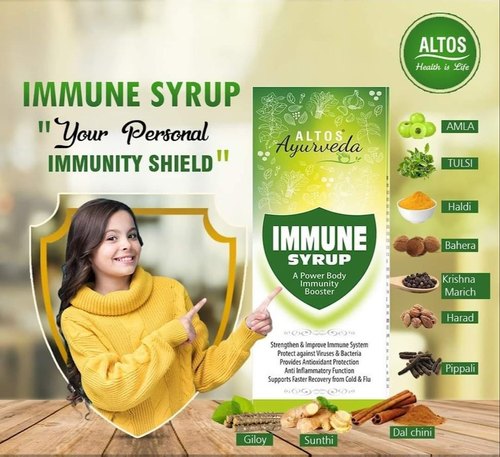 ALTOS
Health is Life
IMMUNE SYRUP
"Your Personal
IMMUNITY SHIELD"
ALTOS
Ayurveda
IMMUNE
SYRUP
A Power Body
Immunity
Booster
Strengthen & Improve Immune System
Protect against Viruses & Bacteria
Provides Antioxidant Protection
Anti Inflammatory Function
Supports Faster Recovery from Cold & Flu
AMLA
TULSI
Haldi
Bahera
Krishna
Marich
Harad
Pippali
Giloy
Sunthi
Dal chini